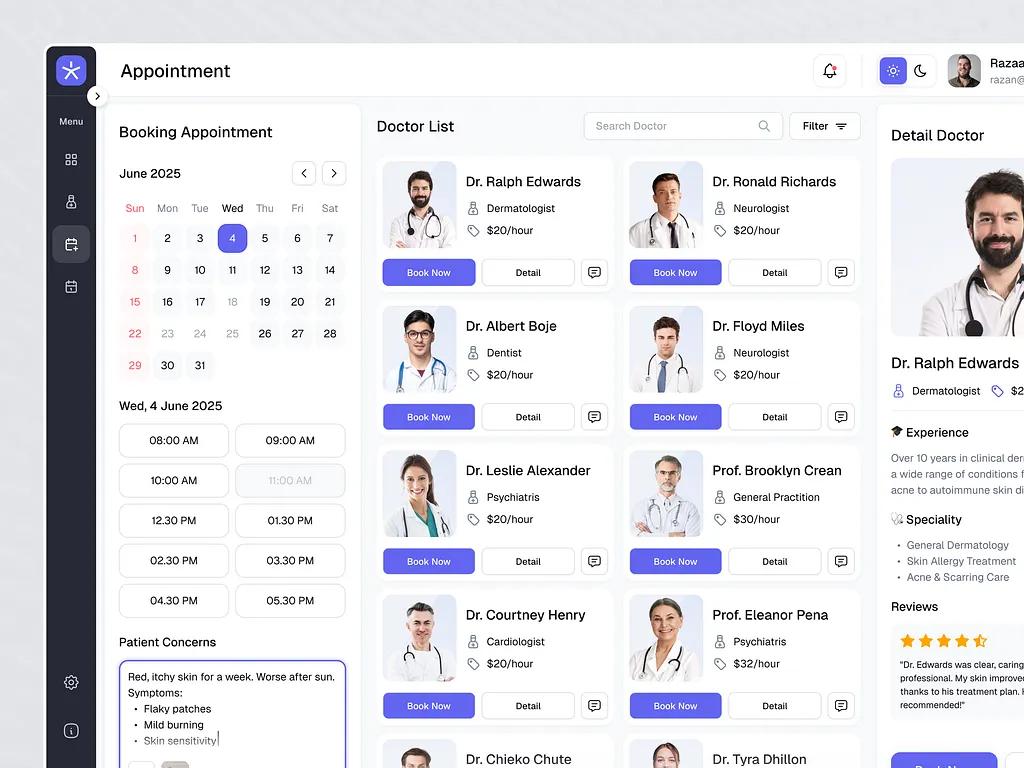 Appointment
Razaa
razan@
Menu
Booking Appointment
June 2025
Sun Mon Tue Wed Thu Fri Sat
1 2 3 4 5 6 7
8 9 10 11 12 13 14
15 16 17 18 19 20 21
22 23 24 25 26 27 28
29 30 31
Wed, 4 June 2025
08:00 AM 09:00 AM
10:00 AM 11:00 AM
12.30 PM 01.30 PM
02.30 PM 03.30 PM
04.30 PM 05.30 PM
Patient Concerns
Red, itchy skin for a week. Worse after sun.
Symptoms:
• Flaky patches
• Mild burning
• Skin sensitivity
Doctor List
Search Doctor
Filter
Dr. Ralph Edwards
Dermatologist
$20/hour
Book Now Detail
Dr. Ronald Richards
Neurologist
$20/hour
Book Now Detail
Dr. Albert Boje
Dentist
$20/hour
Book Now Detail
Dr. Floyd Miles
Neurologist
$20/hour
Book Now Detail
Dr. Leslie Alexander
Psychiatris
$20/hour
Book Now Detail
Prof. Brooklyn Crean
General Practition
$30/hour
Book Now Detail
Dr. Courtney Henry
Cardiologist
$20/hour
Book Now Detail
Prof. Eleanor Pena
Psychiatris
$32/hour
Book Now Detail
Dr. Chieko Chute
Dr. Tyra Dhillon
Detail Doctor
Dr. Ralph Edwards
Dermatologist $2
Experience
Over 10 years in clinical der
a wide range of conditions f
acne to autoimmune skin di
Speciality
• General Dermatology
• Skin Allergy Treatment
• Acne & Scarring Care
Reviews
"Dr. Edwards was clear, caring
professional. My skin improve
thanks to his treatment plan. H
recommended!"